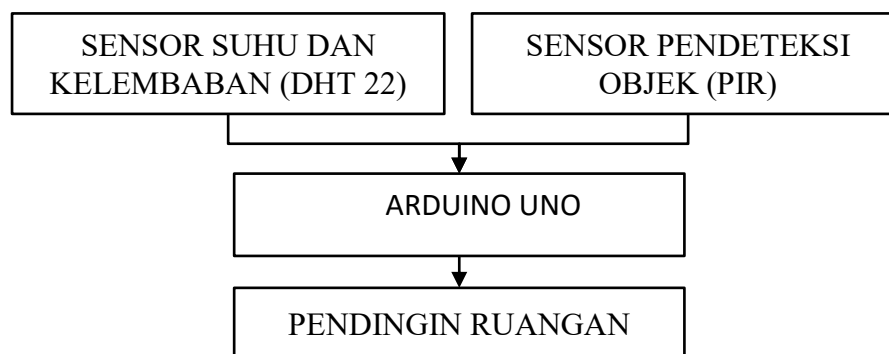 SENSOR SUHU DAN
KELEMBABAN (DHT 22)
SENSOR PENDETEKSI
OBJEK (PIR)
ARDUINO UNO
PENDINGIN RUANGAN